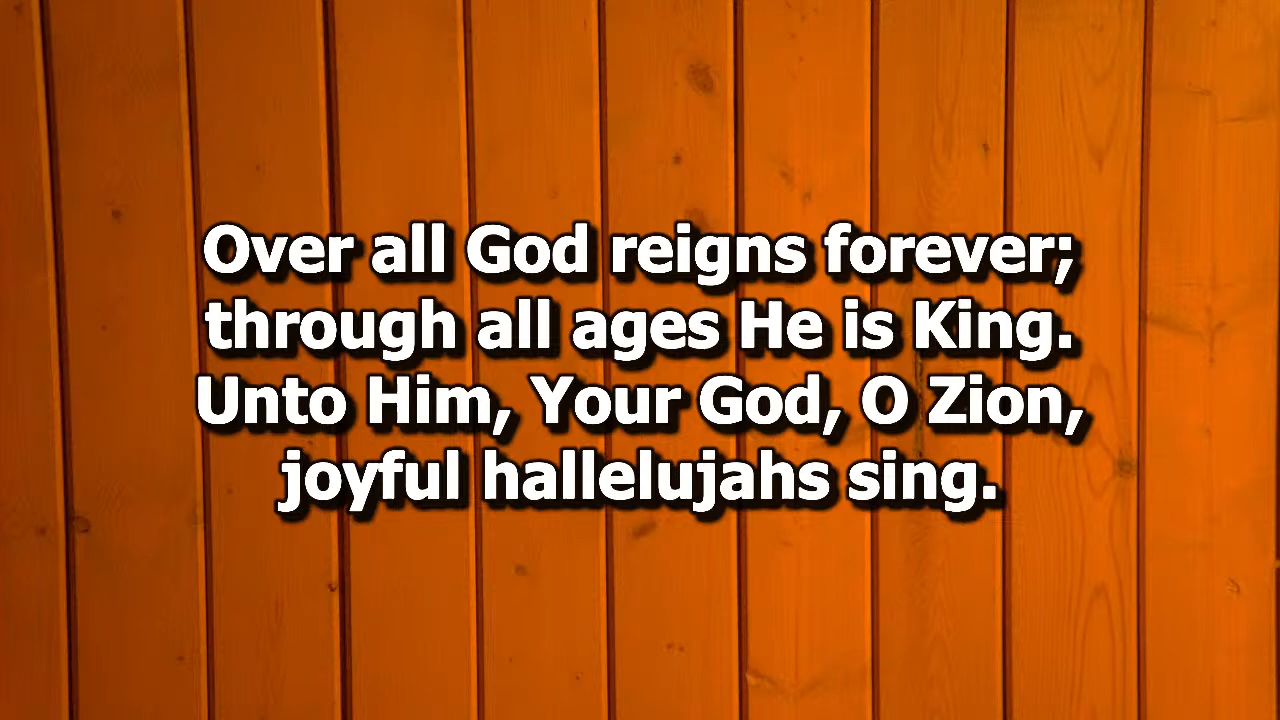 Over all God reigns forever;
through all ages He is King.
Unto Him, Your God, O Zion,
joyful hallelujahs sing.